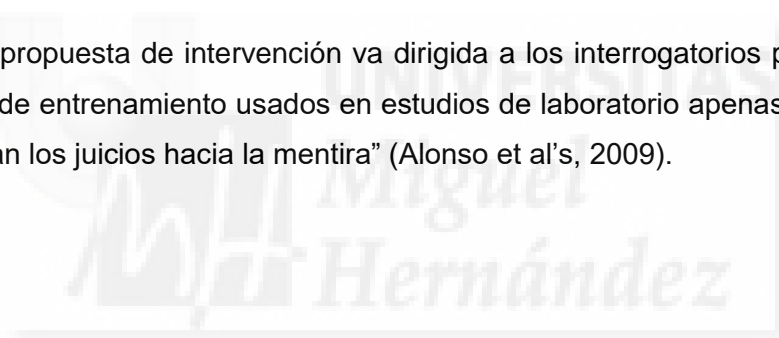 propuesta de intervención va dirigida a los interrogatorios p
de entrenamiento usados en estudios de laboratorio apenas
an los juicios hacia la mentira” (Alonso et al’s, 2009).
UNIVERSITAS
Miguel
Hernández